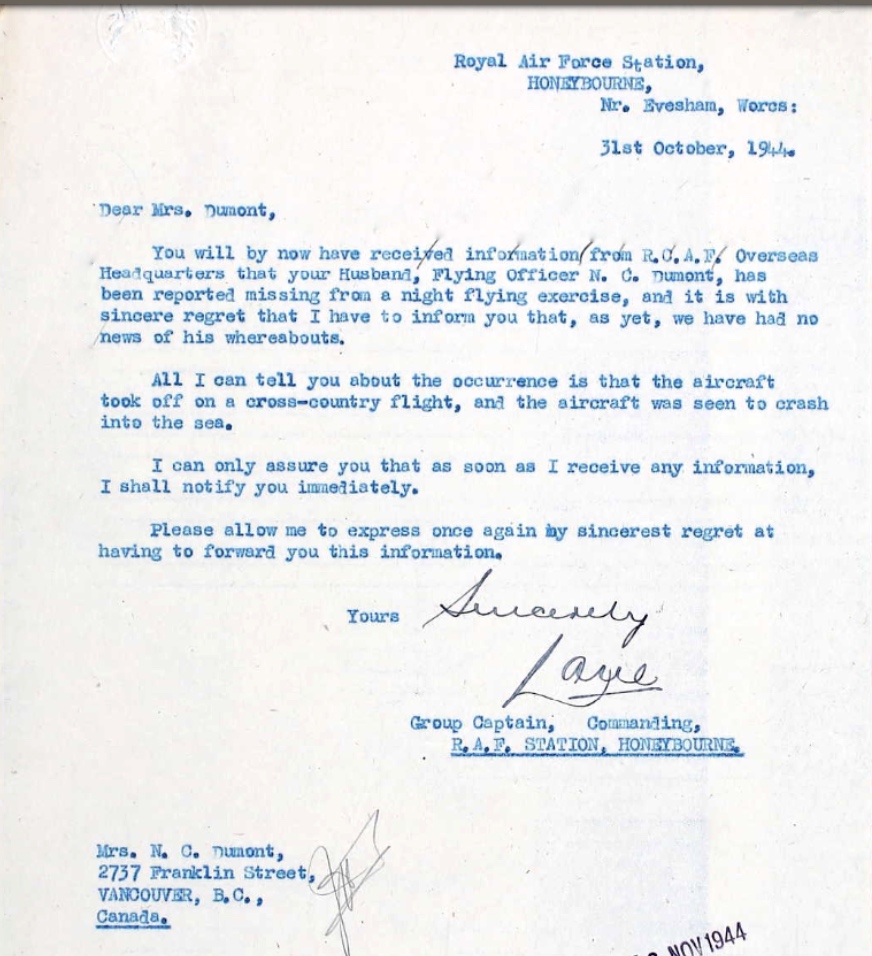 Royal Air Force Station,
HONEYBOURNE,
Nr. Evesham, Worcs:
31st October, 1944.
Dear Mrs. Dumont,
You will by now have received information from R.C.A.F. Overseas
Headquarters that your Husband, Flying Officer N. C. Dumont, has
been reported missing from a night flying exercise, and it is with
sincere regret that I have to inform you that, as yet, we have had no
news of his whereabouts.
All I can tell you about the occurrence is that the aircraft
took off on a cross-country flight, and the aircraft was seen to crash
into the sea.
I can only assure you that as soon as I receive any information,
I shall notify you immediately.
Please allow me to express once again my sincerest regret at
having to forward you this information.
Yours Sincerely
Group Captain, Commanding,
R.A.F. STATION, HONEYBOURNE.
Mrs. N. C. Dumont,
2737 Franklin Street,
VANCOUVER, B.C.,
Canada.
NOV 1944